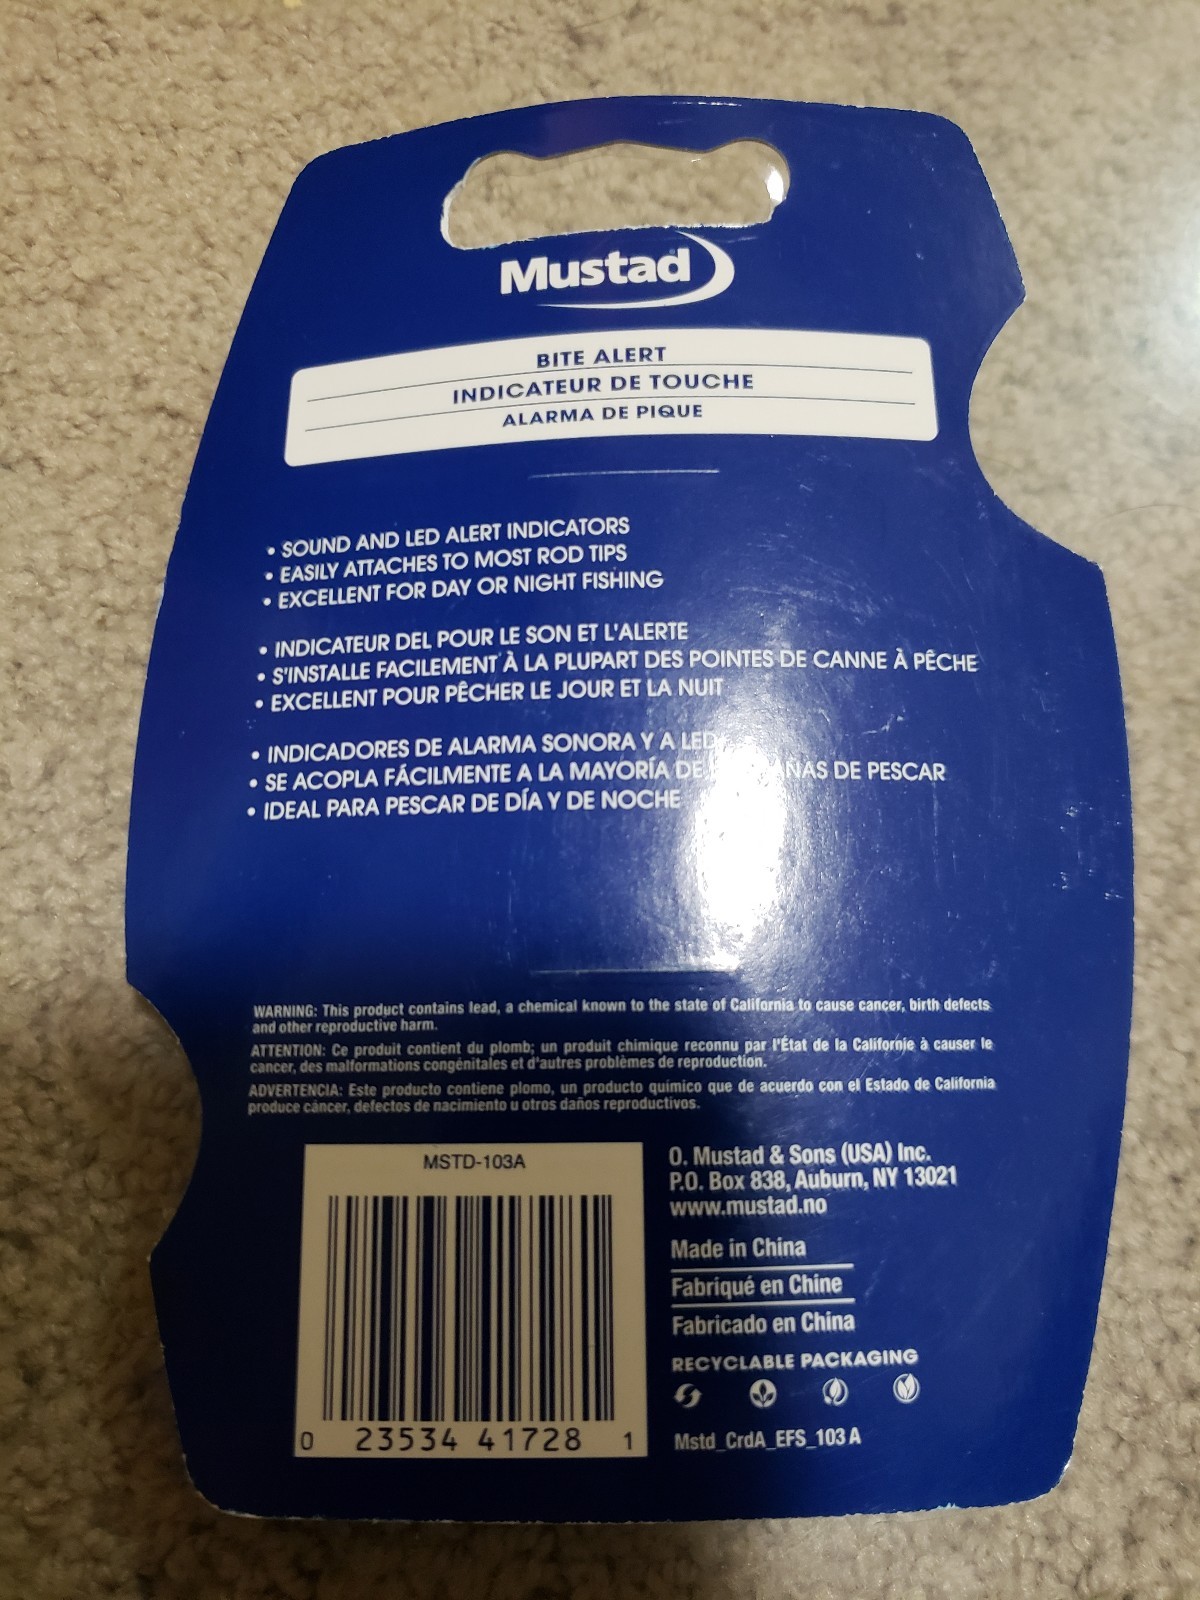 Mustad
BITE ALERT
INDICATEUR DE TOUCHE
ALARMA DE PIQUE
• SOUND AND LED ALERT INDICATORS
• EASILY ATTACHES TO MOST ROD TIPS
• EXCELLENT FOR DAY OR NIGHT FISHING
• INDICATEUR DEL POUR LE SON ET L'ALERTE
• S'INSTALLE FACILEMENT À LA PLUPART DES POINTES DE CANNE À PÊCHE
• EXCELLENT POUR PÊCHER LE JOUR ET LA NUIT
• INDICADORES DE ALARMA SONORA Y A LED
• SE ACOPLA FÁCILMENTE A LA MAYORÍA DE DE PESCAR
• IDEAL PARA PESCAR DE DÍA Y DE NOCHE
WARNING: This product contains lead, a chemical known to the state of California to cause cancer, birth defects
and other reproductive harm.
ATTENTION: Ce produit contient du plomb; un produit chimique reconnu par l'État de la Californie à causer le
cancer, des malformations congénitales et d'autres problèmes de reproduction.
ADVERTENCIA: Este producto contiene plomo, un producto químico que de acuerdo con el Estado de California
produce cáncer, defectos de nacimiento u otros daños reproductivos.
MSTD-103A
0 23534 41728 1
O. Mustad & Sons (USA) Inc.
P.O. Box 838, Auburn, NY 13021
www.mustad.no
Made in China
Fabriqué en Chine
Fabricado en China
RECYCLABLE PACKAGING
Mstd_CrdA_EFS_103 A